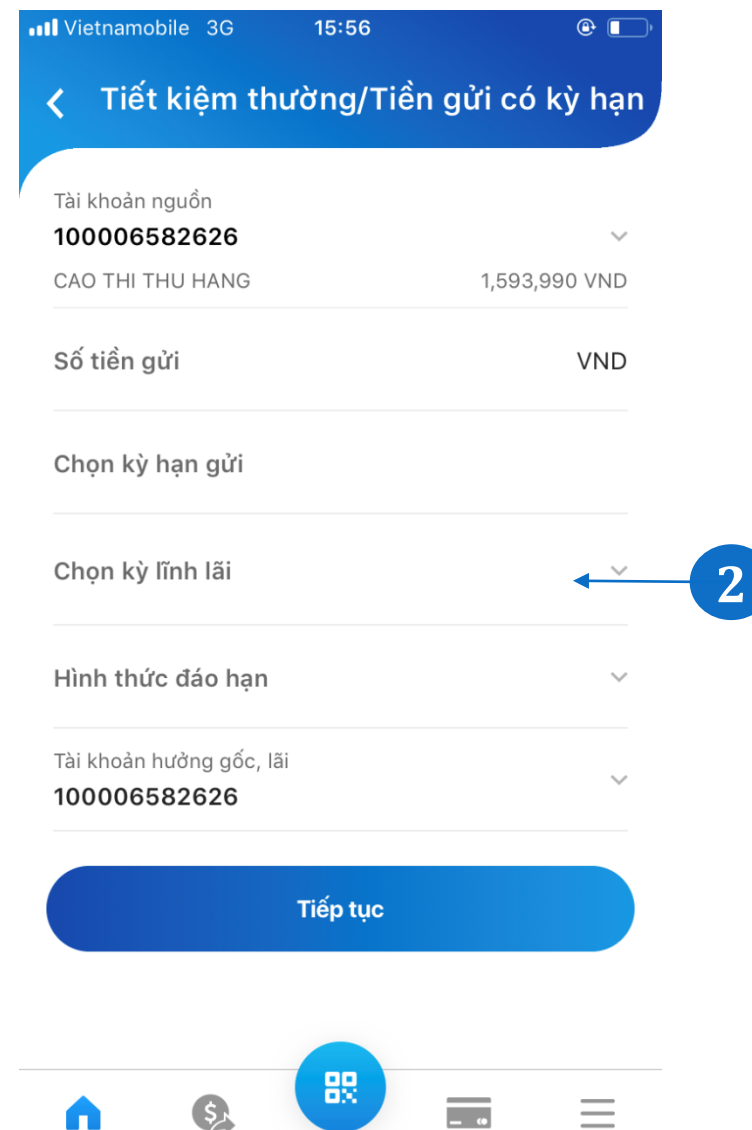 Vietnamobile 3G 15:56
Tiết kiệm thường/Tiền gửi có kỳ hạn
Tài khoản nguồn
100006582626
CAO THI THU HANG 1,593,990 VND
Số tiền gửi VND
Chọn kỳ hạn gửi
Chọn kỳ lĩnh lãi
2
Hình thức đáo hạn
Tài khoản hưởng gốc, lãi
100006582626
Tiếp tục